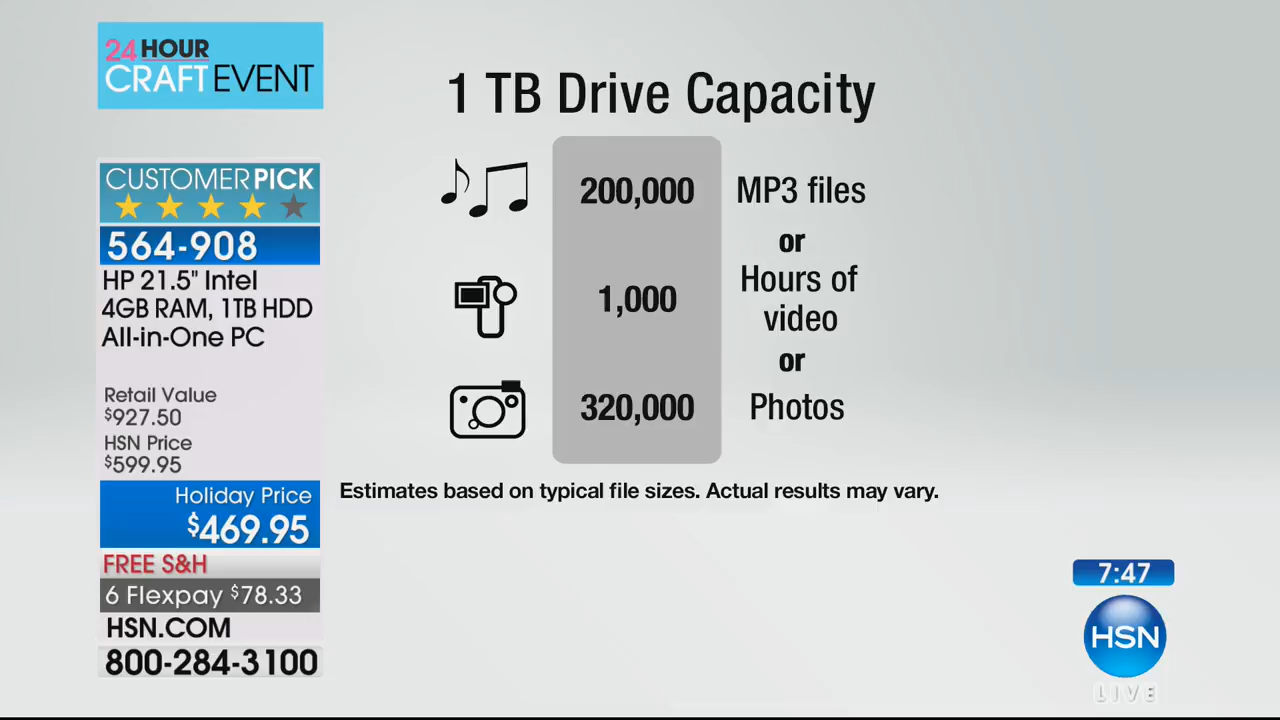 24 HOUR
CRAFT EVENT
CUSTOMER PICK
564-908
HP 21.5" Intel
4GB RAM, 1TB HDD
All-in-One PC
Retail Value
$927.50
HSN Price
$599.95
Holiday Price
$469.95
FREE S&H
6 Flexpay $78.33
HSN.COM
800-284-3100
1 TB Drive Capacity
200,000 MP3 files
or
1,000 Hours of
video
or
320,000 Photos
Estimates based on typical file sizes. Actual results may vary.
7:47
HSN
LIVE